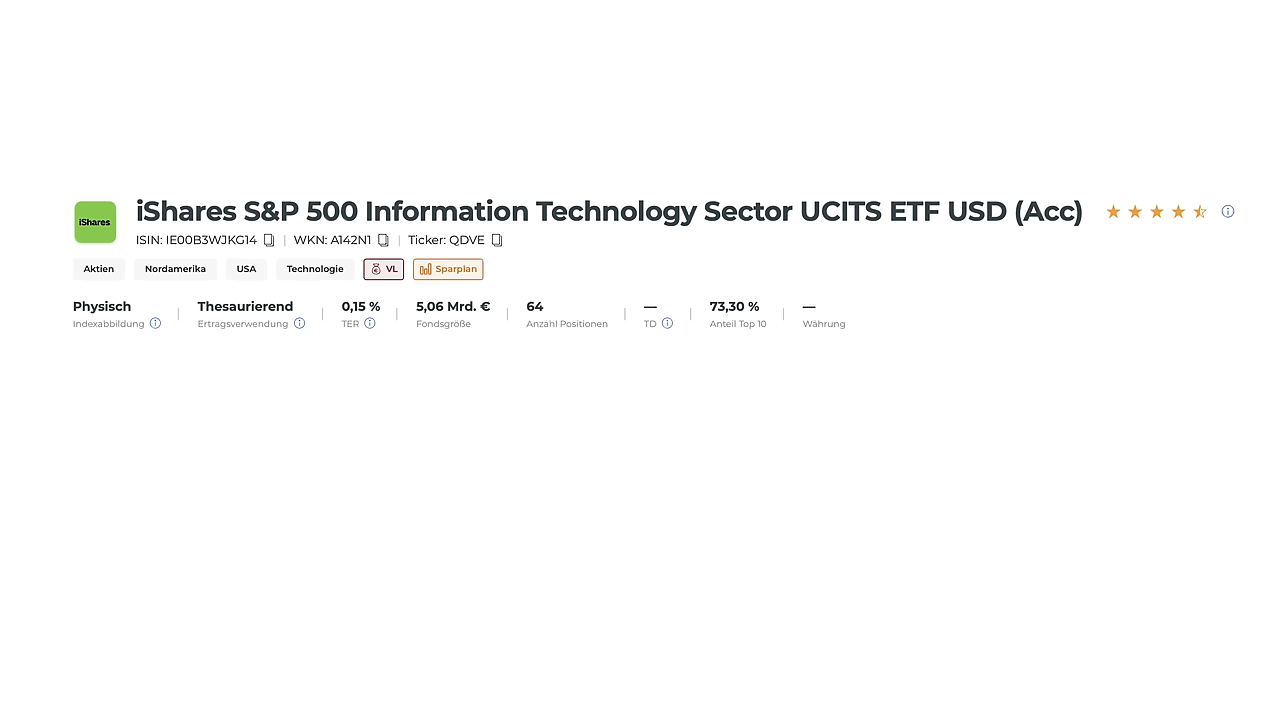 iShares
iShares S&P 500 Information Technology Sector UCITS ETF USD (Acc)
ISIN: IE00B3WJKG14 | WKN: A142N1 | Ticker: QDVE
Aktien Nordamerika USA Technologie VL Sparplan
Physisch | Thesaurierend | 0,15 % | 5,06 Mrd. € | 64 | — | 73,30 % | —
Indexabbildung Ertragsverwendung TER Fondsgröße Anzahl Positionen TD Anteil Top 10 Währung